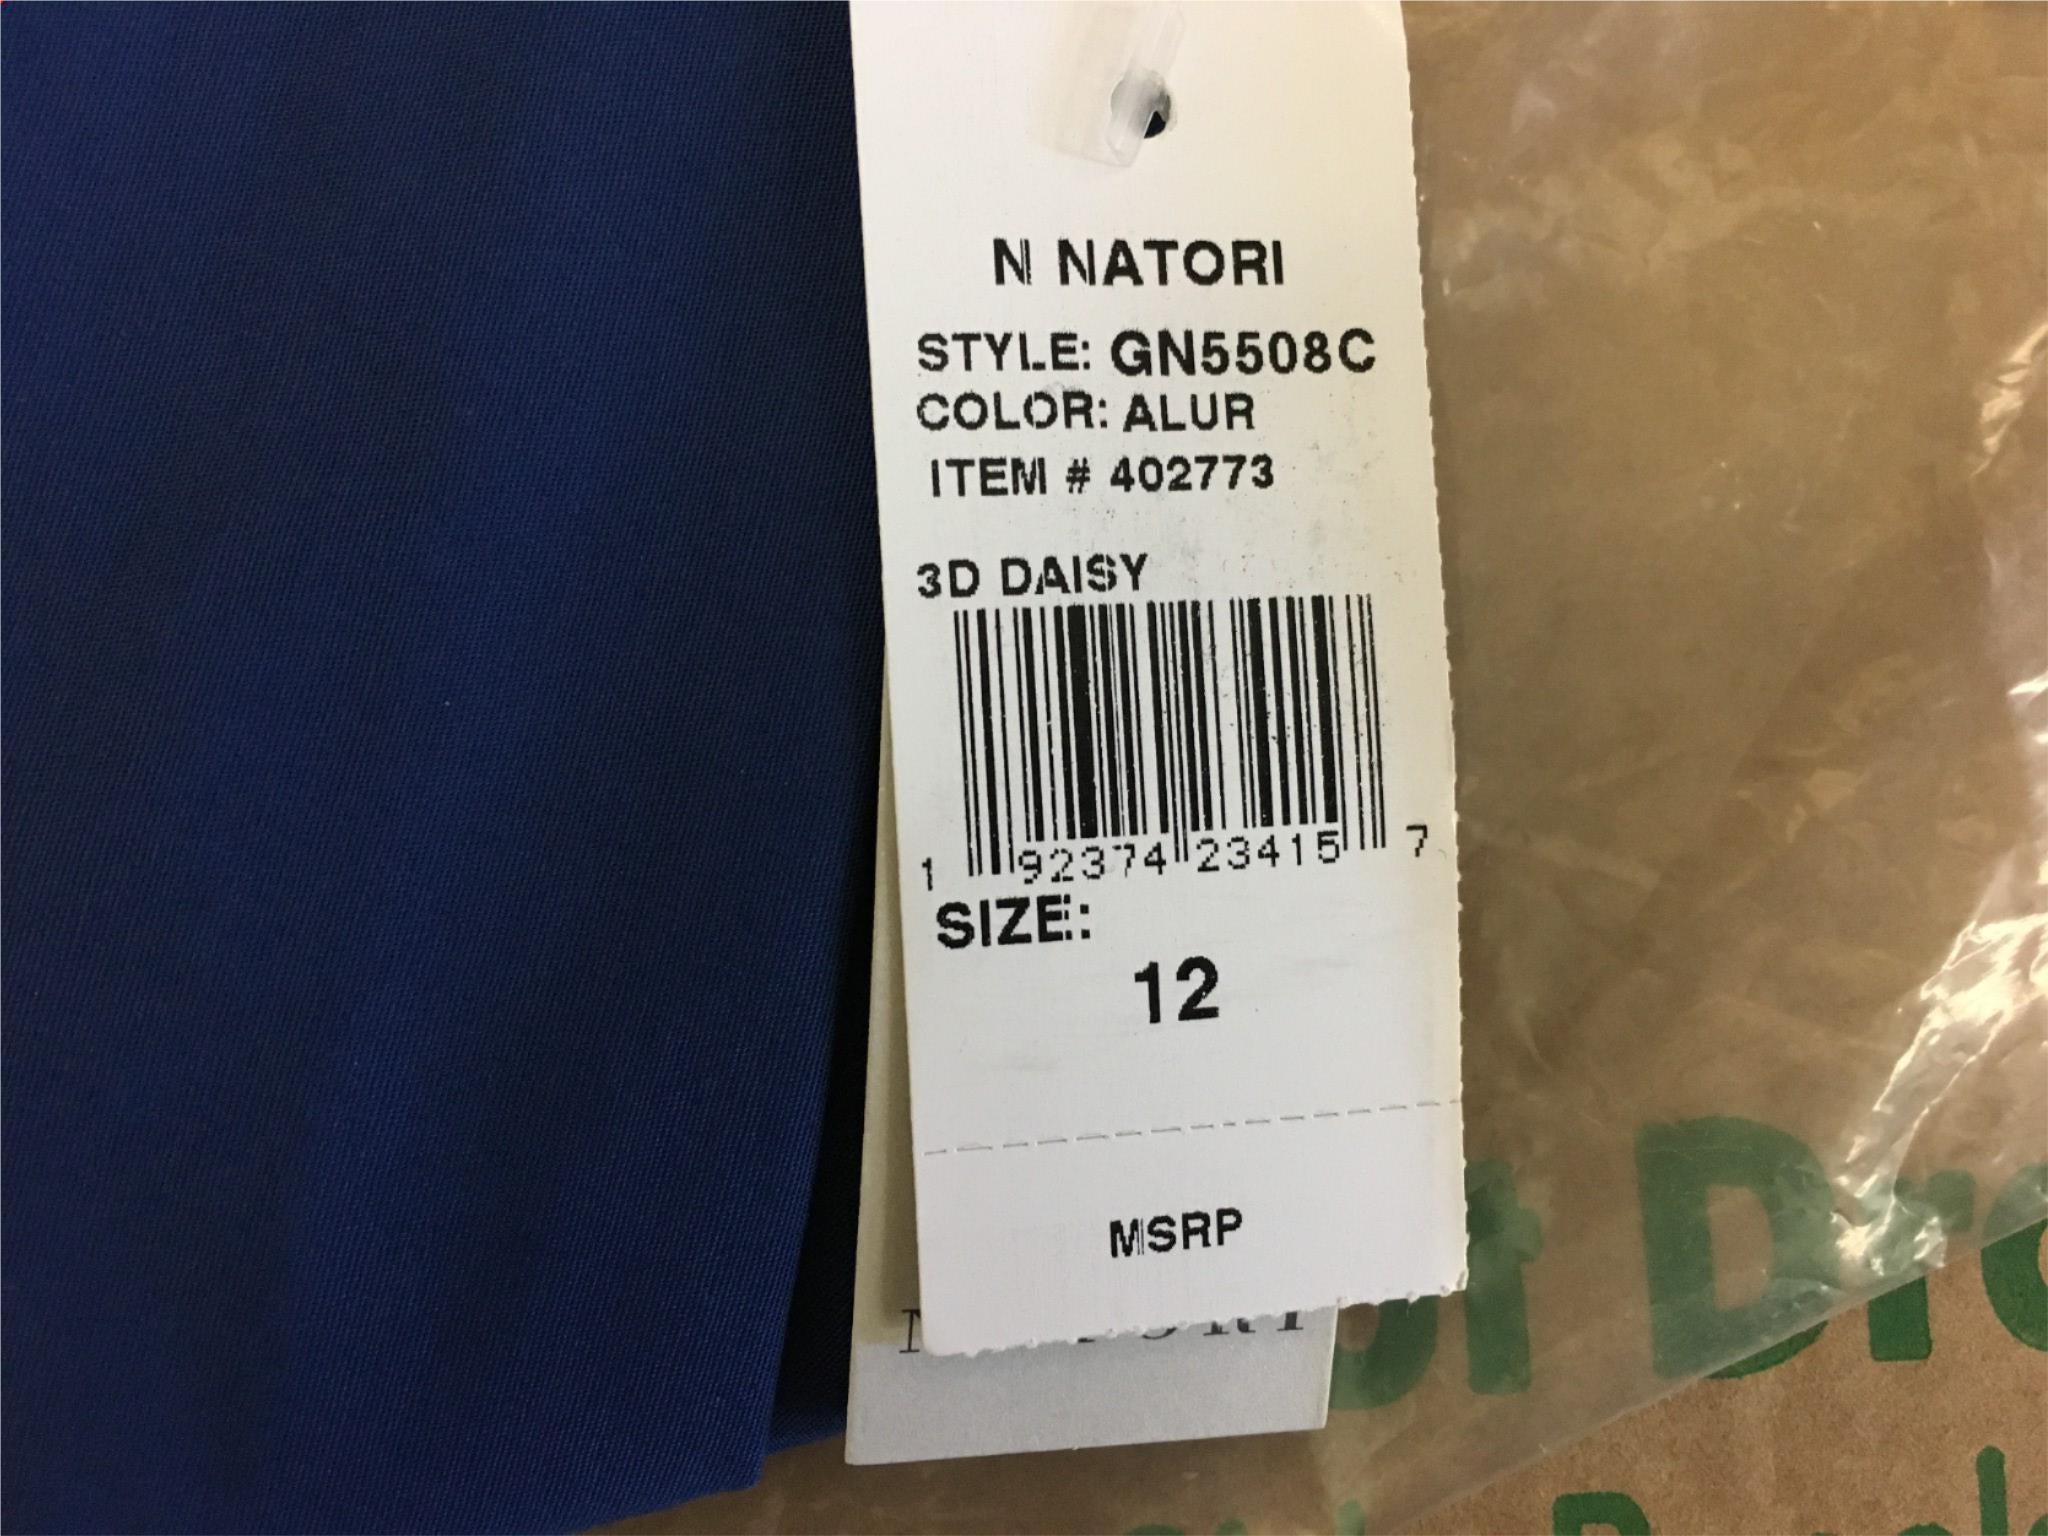 N NATORI
STYLE: GN5508C
COLOR: ALUR
ITEM # 402773
3D DAISY
1 92374 23415 7
SIZE:
12
MSRP